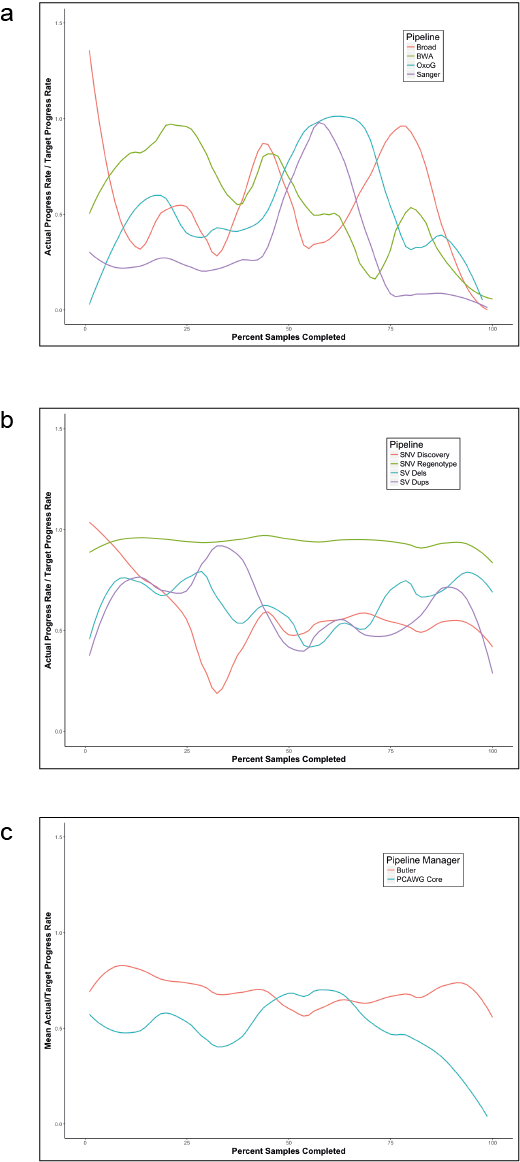 a
Actual Progress Rate / Target Progress Rate
1.5
1.0
0.5
0.0
Pipeline
Broad
BWA
OxoG
Sanger
0
25
50
75
100
Percent Samples Completed
b
Actual Progress Rate / Target Progress Rate
1.5
1.0
0.5
0.0
Pipeline
SNV Discovery
SNV Regenotype
SV Dels
SV Dups
0
25
50
75
100
Percent Samples Completed
c
Mean Actual/Target Progress Rate
1.5
1.0
0.5
0.0
Pipeline Manager
Butler
PCAWG Core
0
25
50
75
100
Percent Samples Completed